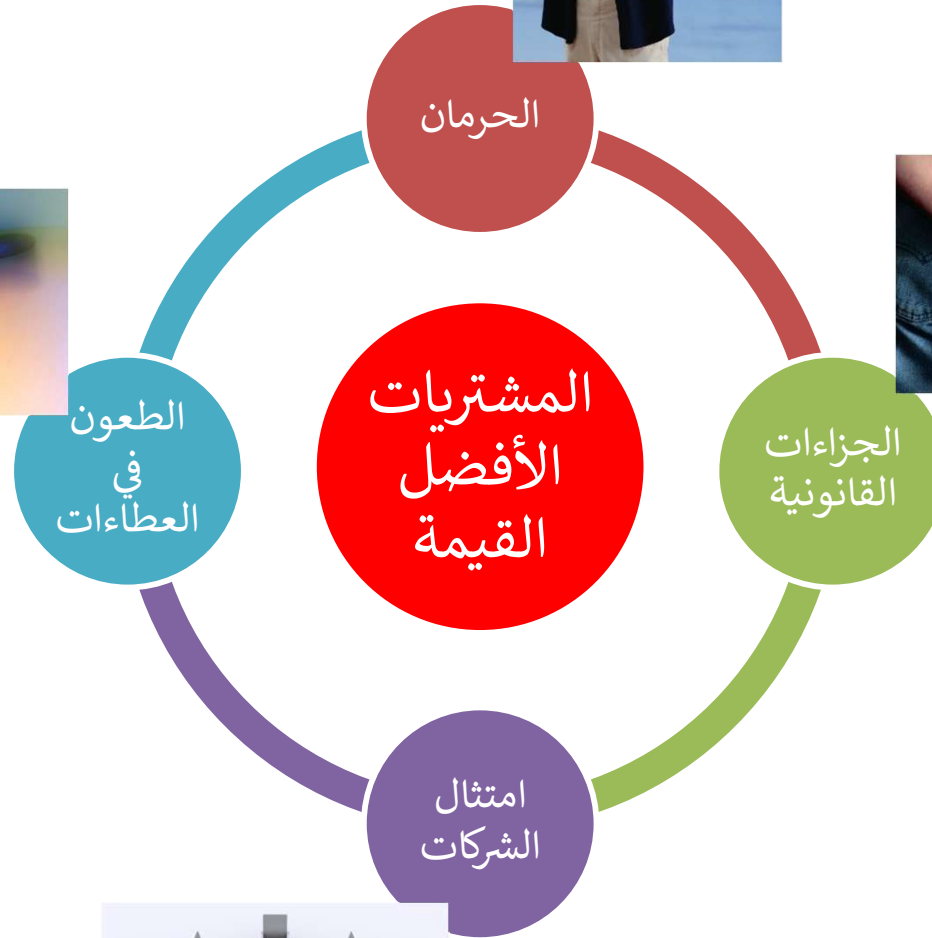 الحرمان
المشتريات
الأفضل
القيمة
الجزاءات
القانونية
الطعون
في
العطاءات
امتثال
الشركات